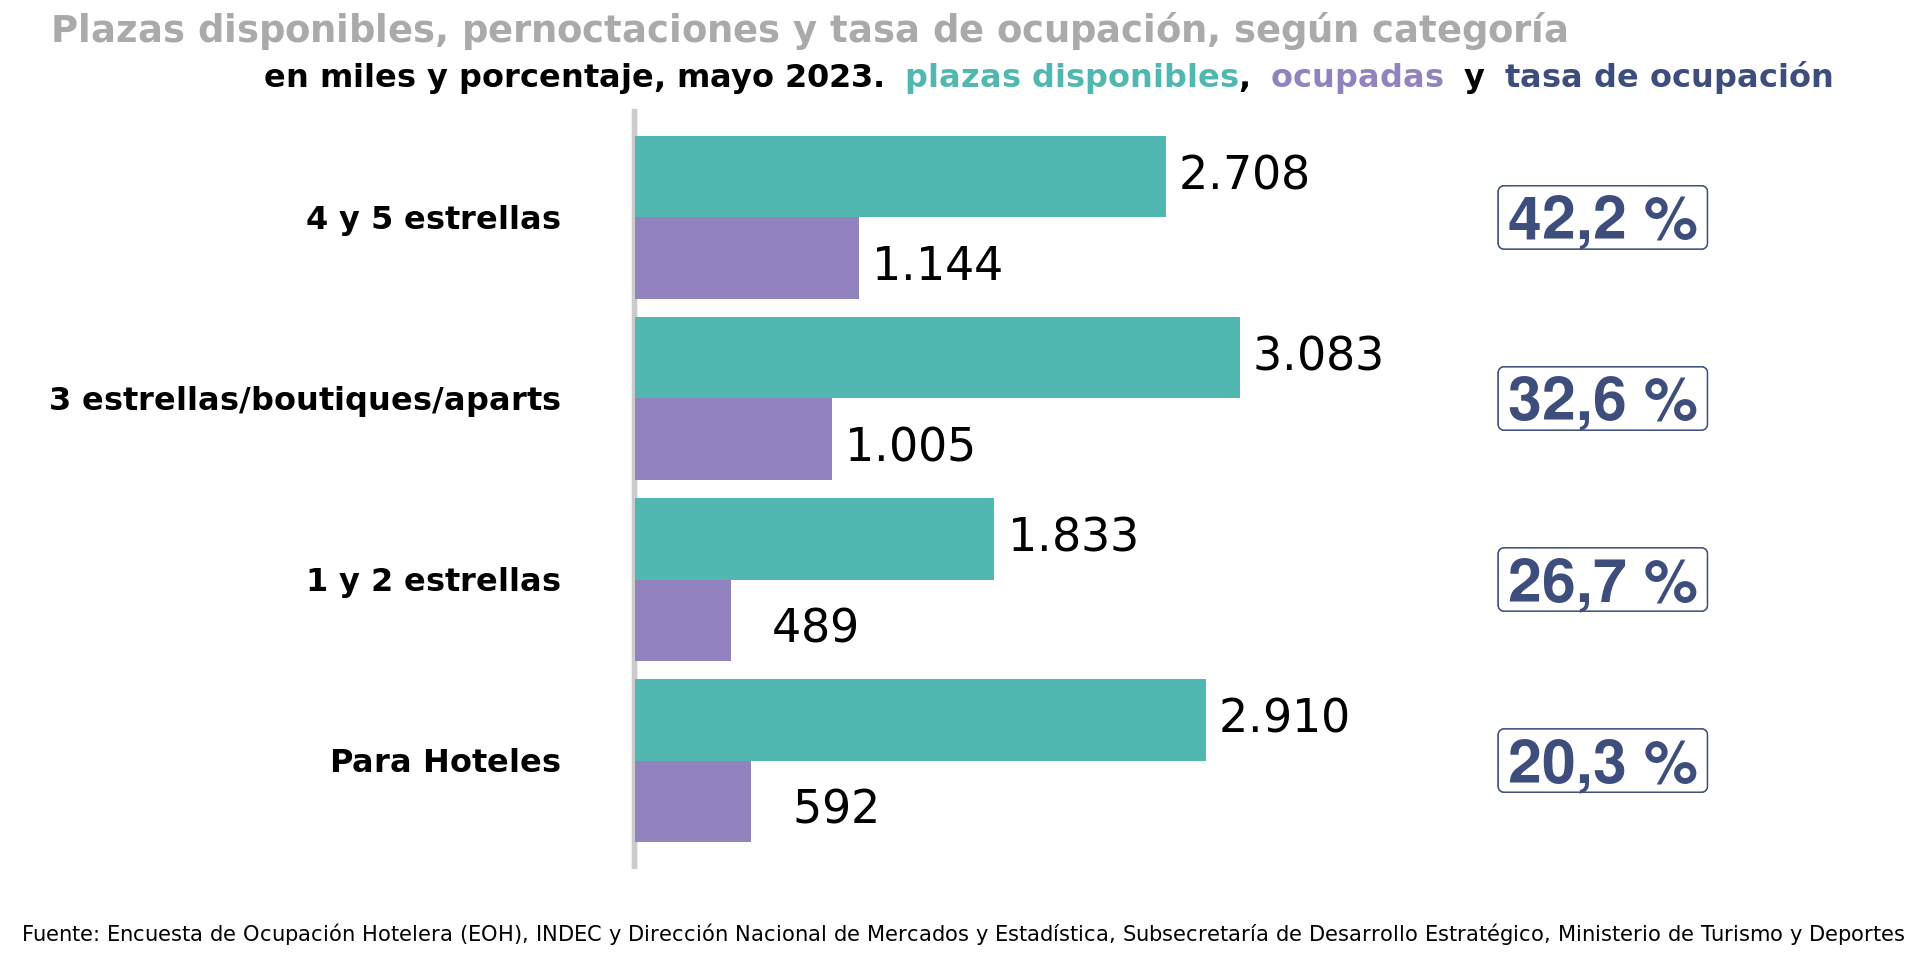 Plazas disponibles, pernoctaciones y tasa de ocupación, según categoría
en miles y porcentaje, mayo 2023. plazas disponibles, ocupadas y tasa de ocupación
4 y 5 estrellas
2.708
1.144
42,2 %
3 estrellas/boutiques/aparts
3.083
1.005
32,6 %
1 y 2 estrellas
1.833
489
26,7 %
Para Hoteles
2.910
592
20,3 %
Fuente: Encuesta de Ocupación Hotelera (EOH), INDEC y Dirección Nacional de Mercados y Estadística, Subsecretaría de Desarrollo Estratégico, Ministerio de Turismo y Deportes